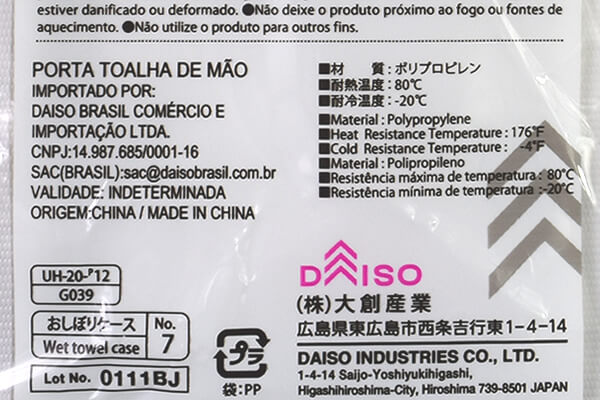 estiver danificado ou deformado. ●Não deixe o produto próximo ao fogo ou fontes de
aquecimento. ●Não utilize o produto para outros fins.
PORTA TOALHA DE MÃO
IMPORTADO POR:
DAISO BRASIL COMÉRCIO E
IMPORTAÇÃO LTDA.
CNPJ:14.987.685/0001-16
SAC(BRASIL):sac@daisobrasil.com.br
VALIDADE: INDETERMINADA
ORIGEM:CHINA / MADE IN CHINA
■材 質:ポリプロピレン
■耐熱温度:80℃
■耐冷温度:-20℃
■Material : Polypropylene
■Heat Resistance Temperature : 176°F
■Cold Resistance Temperature : -4°F
■Material : Polipropileno
■Resistência máxima de temperatura : 80℃
■Resistência mínima de temperatura : -20℃
UH-20-P12
G039
おしぼりケース
Wet towel case
No.
7
Lot No. 0111BJ
プラ
袋:PP
DAISO
(株)大創産業
広島県東広島市西条吉行東1-4-14
DAISO INDUSTRIES CO., LTD.
1-4-14 Saijo-Yoshiyukihigashi,
Higashihiroshima-City, Hiroshima 739-8501 JAPAN